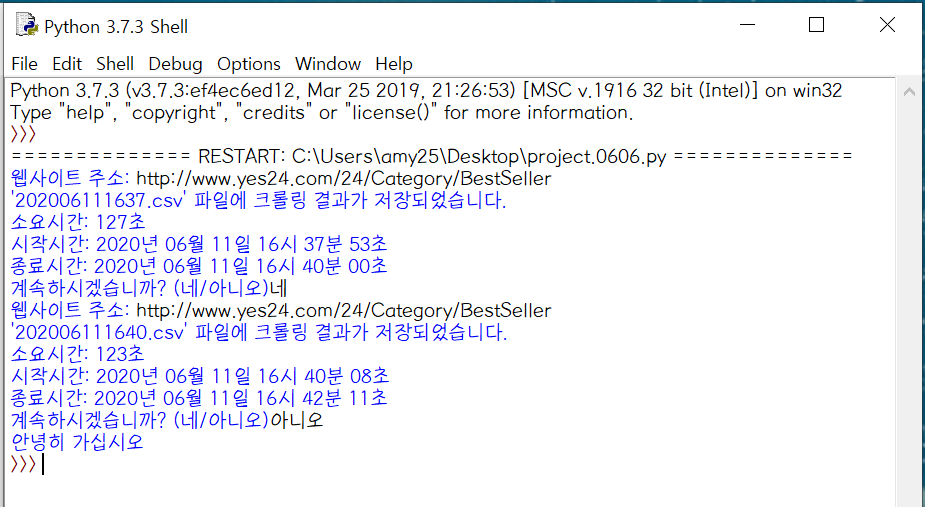 Python 3.7.3 Shell
File Edit Shell Debug Options Window Help
Python 3.7.3 (v3.7.3:ef4ec6ed12, Mar 25 2019, 21:26:53) [MSC v.1916 32 bit (Intel)] on win32
Type "help", "copyright", "credits" or "license()" for more information.
>>>
============== RESTART: C:\Users\amy25\Desktop\project.0606.py ==============
웹사이트 주소: http://www.yes24.com/24/Category/BestSeller
'202006111637.csv' 파일에 크롤링 결과가 저장되었습니다.
소요시간: 127초
시작시간: 2020년 06월 11일 16시 37분 53초
종료시간: 2020년 06월 11일 16시 40분 00초
계속하시겠습니까? (네/아니오)네
웹사이트 주소: http://www.yes24.com/24/Category/BestSeller
'202006111640.csv' 파일에 크롤링 결과가 저장되었습니다.
소요시간: 123초
시작시간: 2020년 06월 11일 16시 40분 08초
종료시간: 2020년 06월 11일 16시 42분 11초
계속하시겠습니까? (네/아니오)아니오
안녕히 가십시오
>>>